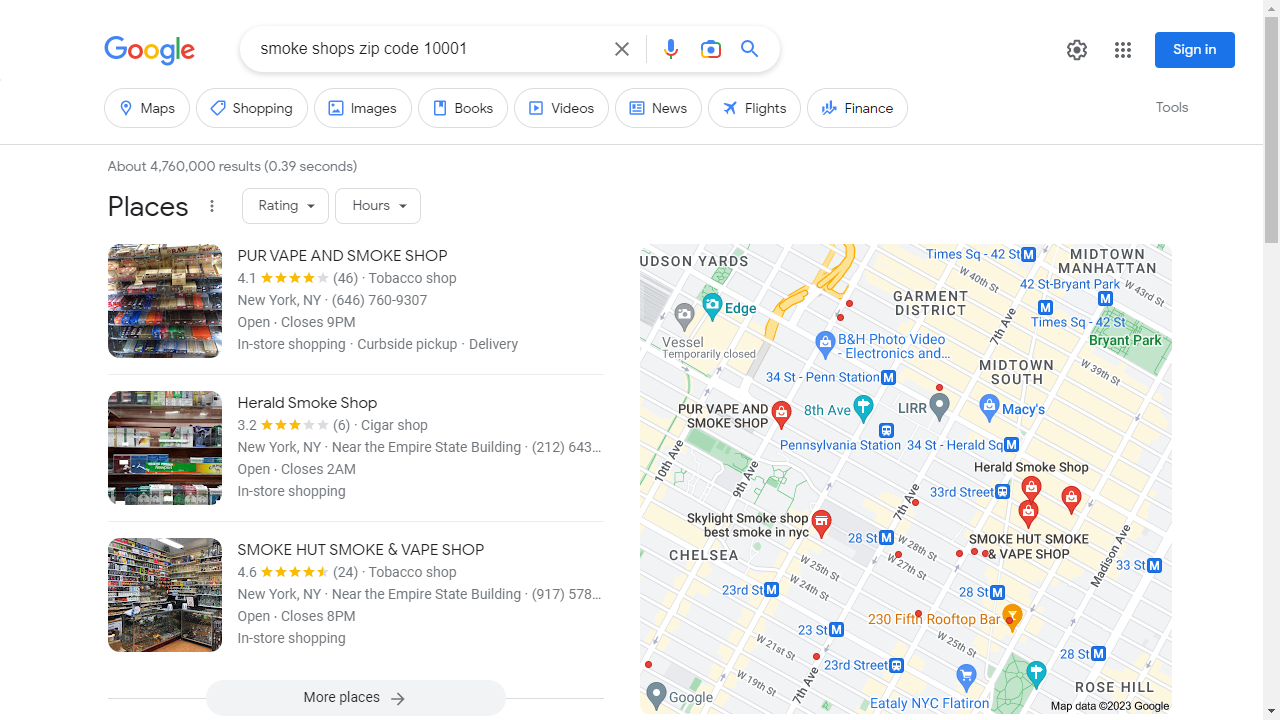 Google
smoke shops zip code 10001
Sign in
Maps
Shopping
Images
Books
Videos
News
Flights
Finance
Tools
About 4,760,000 results (0.39 seconds)
Places
Rating
Hours
PUR VAPE AND SMOKE SHOP
4.1 (46) · Tobacco shop
New York, NY · (646) 760-9307
Open · Closes 9PM
In-store shopping · Curbside pickup · Delivery
Herald Smoke Shop
3.2 (6) · Cigar shop
New York, NY · Near the Empire State Building · (212) 643...
Open · Closes 2AM
In-store shopping
SMOKE HUT SMOKE & VAPE SHOP
4.6 (24) · Tobacco shop
New York, NY · Near the Empire State Building · (917) 578...
Open · Closes 8PM
In-store shopping
More places
UDSON YARDS
Times Sq - 42 St M
MIDTOWN
MANHATTAN
W 40th St
W 43rd St
42 St-Bryant Park
M
Edge
GARMENT
DISTRICT
M
Times Sq - 42 St
7th Ave
Vessel
Temporarily closed
B&H Photo Video
- Electronics and...
Bryant Park
MIDTOWN
SOUTH
W 39th St
34 St - Penn Station M
PUR VAPE AND
SMOKE SHOP
8th Ave
LIRR
Macy's
Pennsylvania Station
34 St - Herald Sq M
10th Ave
9th Ave
Herald Smoke Shop
33rd Street
7th Ave
Skylight Smoke shop
best smoke in nyc
28 St M
W 28th St
SMOKE HUT SMOKE
& VAPE SHOP
CHELSEA
W 27th St
Madison Ave
33 St M
W 25th St
23rd St M
W 24th St
28 St M
230 Fifth Rooftop Bar
23 St M
W 25th St
W 21st St
28 St M
23rd Street
W 19th St
7th Ave
ROSE HILL
Google
Eataly NYC Flatiron
Map data ©2023 Google